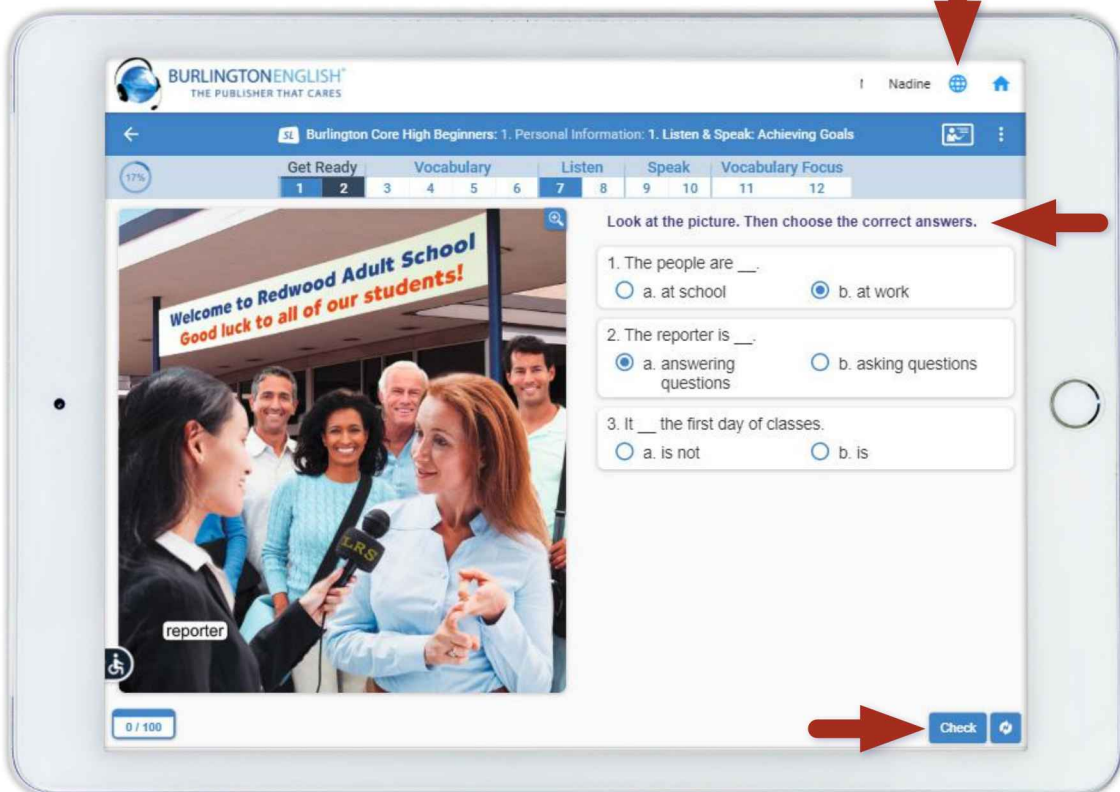 BURLINGTONENGLISH®
THE PUBLISHER THAT CARES
Nadine
SL Burlington Core High Beginners: 1. Personal Information: 1. Listen & Speak: Achieving Goals
17%
Get Ready Vocabulary Listen Speak Vocabulary Focus
1 2 3 4 5 6 7 8 9 10 11 12
Welcome to Redwood Adult School
Good luck to all of our students!
LRS
reporter
Look at the picture. Then choose the correct answers.
1. The people are __.
a. at school b. at work
2. The reporter is __.
a. answering questions b. asking questions
3. It __ the first day of classes.
a. is not b. is
0 / 100
Check